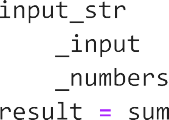 input_str
    _input
    _numbers
result = sum